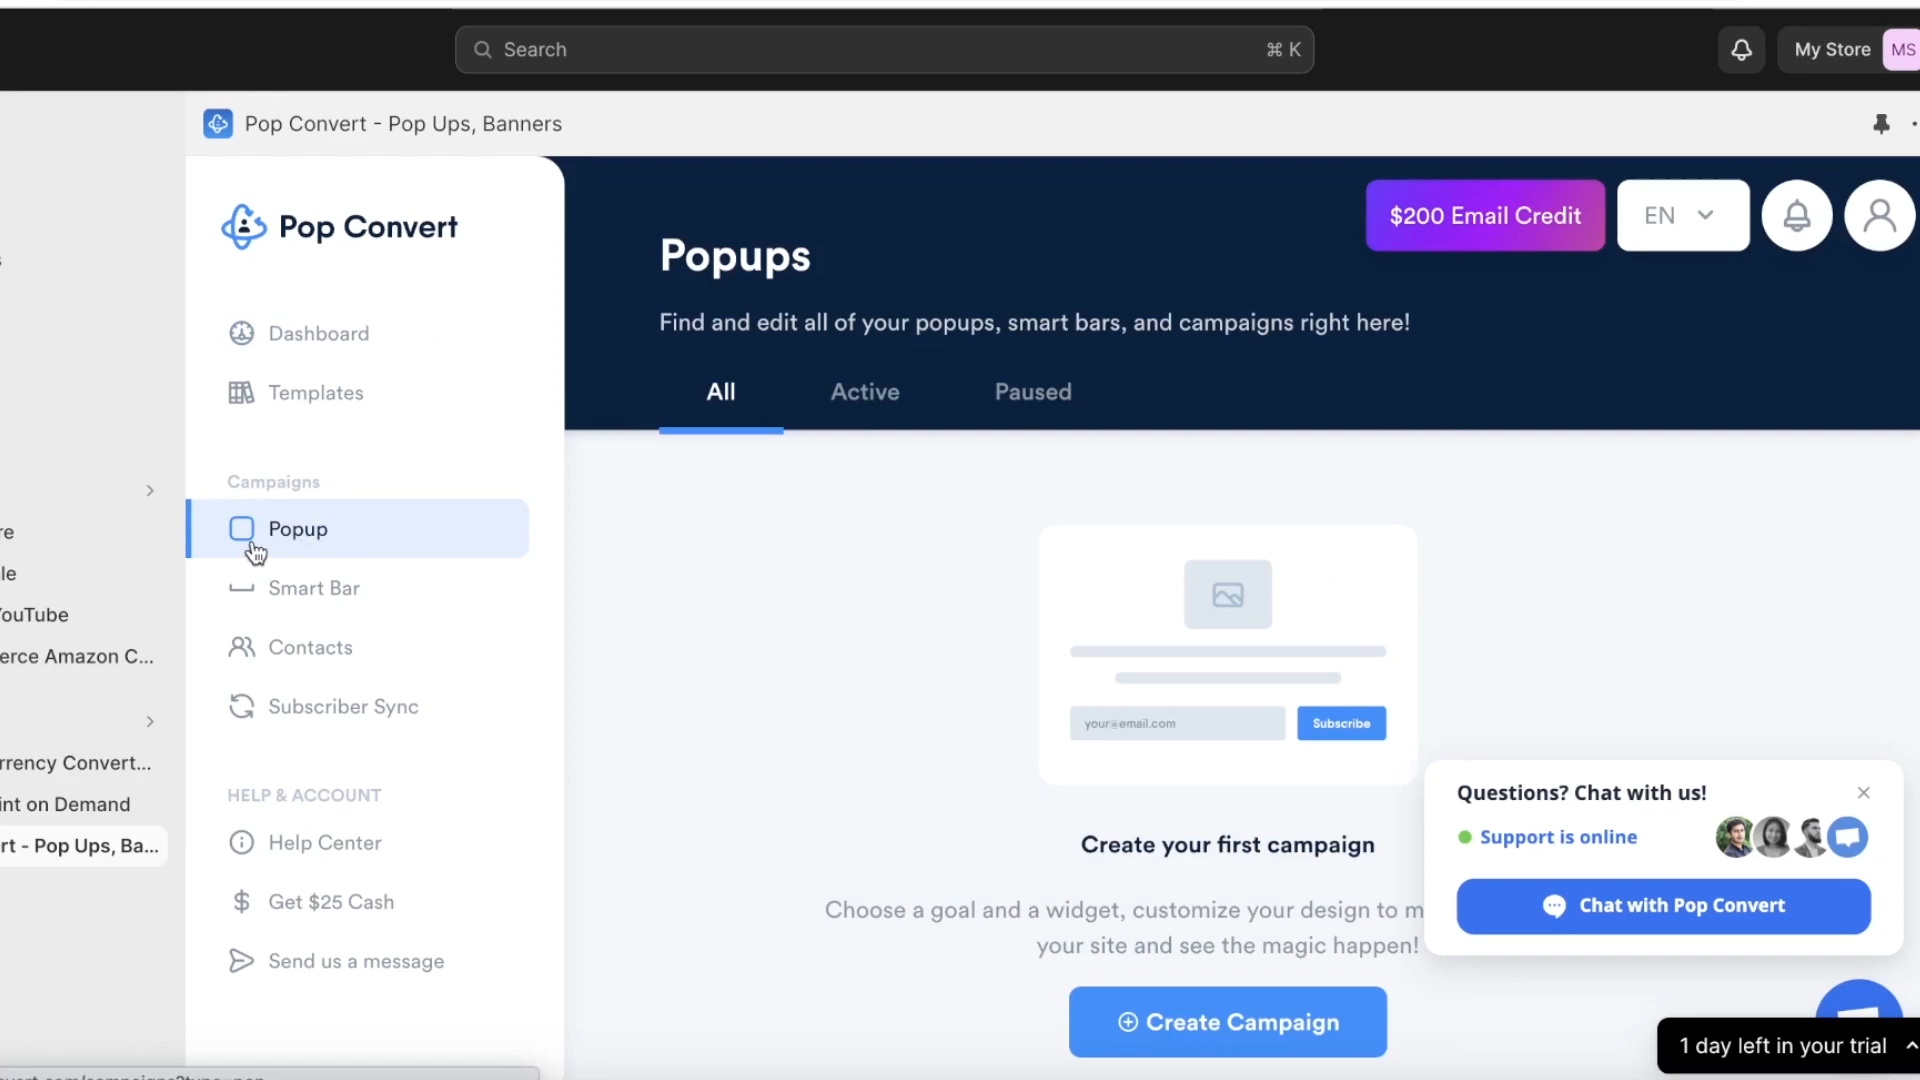 Search
⌘ K
My Store
MS
Pop Convert - Pop Ups, Banners
Pop Convert
$200 Email Credit
EN
Popups
Find and edit all of your popups, smart bars, and campaigns right here!
Dashboard
Templates
All
Active
Paused
Campaigns
Popup
Smart Bar
Contacts
Subscriber Sync
HELP & ACCOUNT
Help Center
Get $25 Cash
Send us a message
re
le
YouTube
erce Amazon C...
rrency Convert...
int on Demand
rt - Pop Ups, Ba...
your@email.com
Subscribe
Create your first campaign
Choose a goal and a widget, customize your design to m
your site and see the magic happen!
Create Campaign
Questions? Chat with us!
Support is online
Chat with Pop Convert
1 day left in your trial